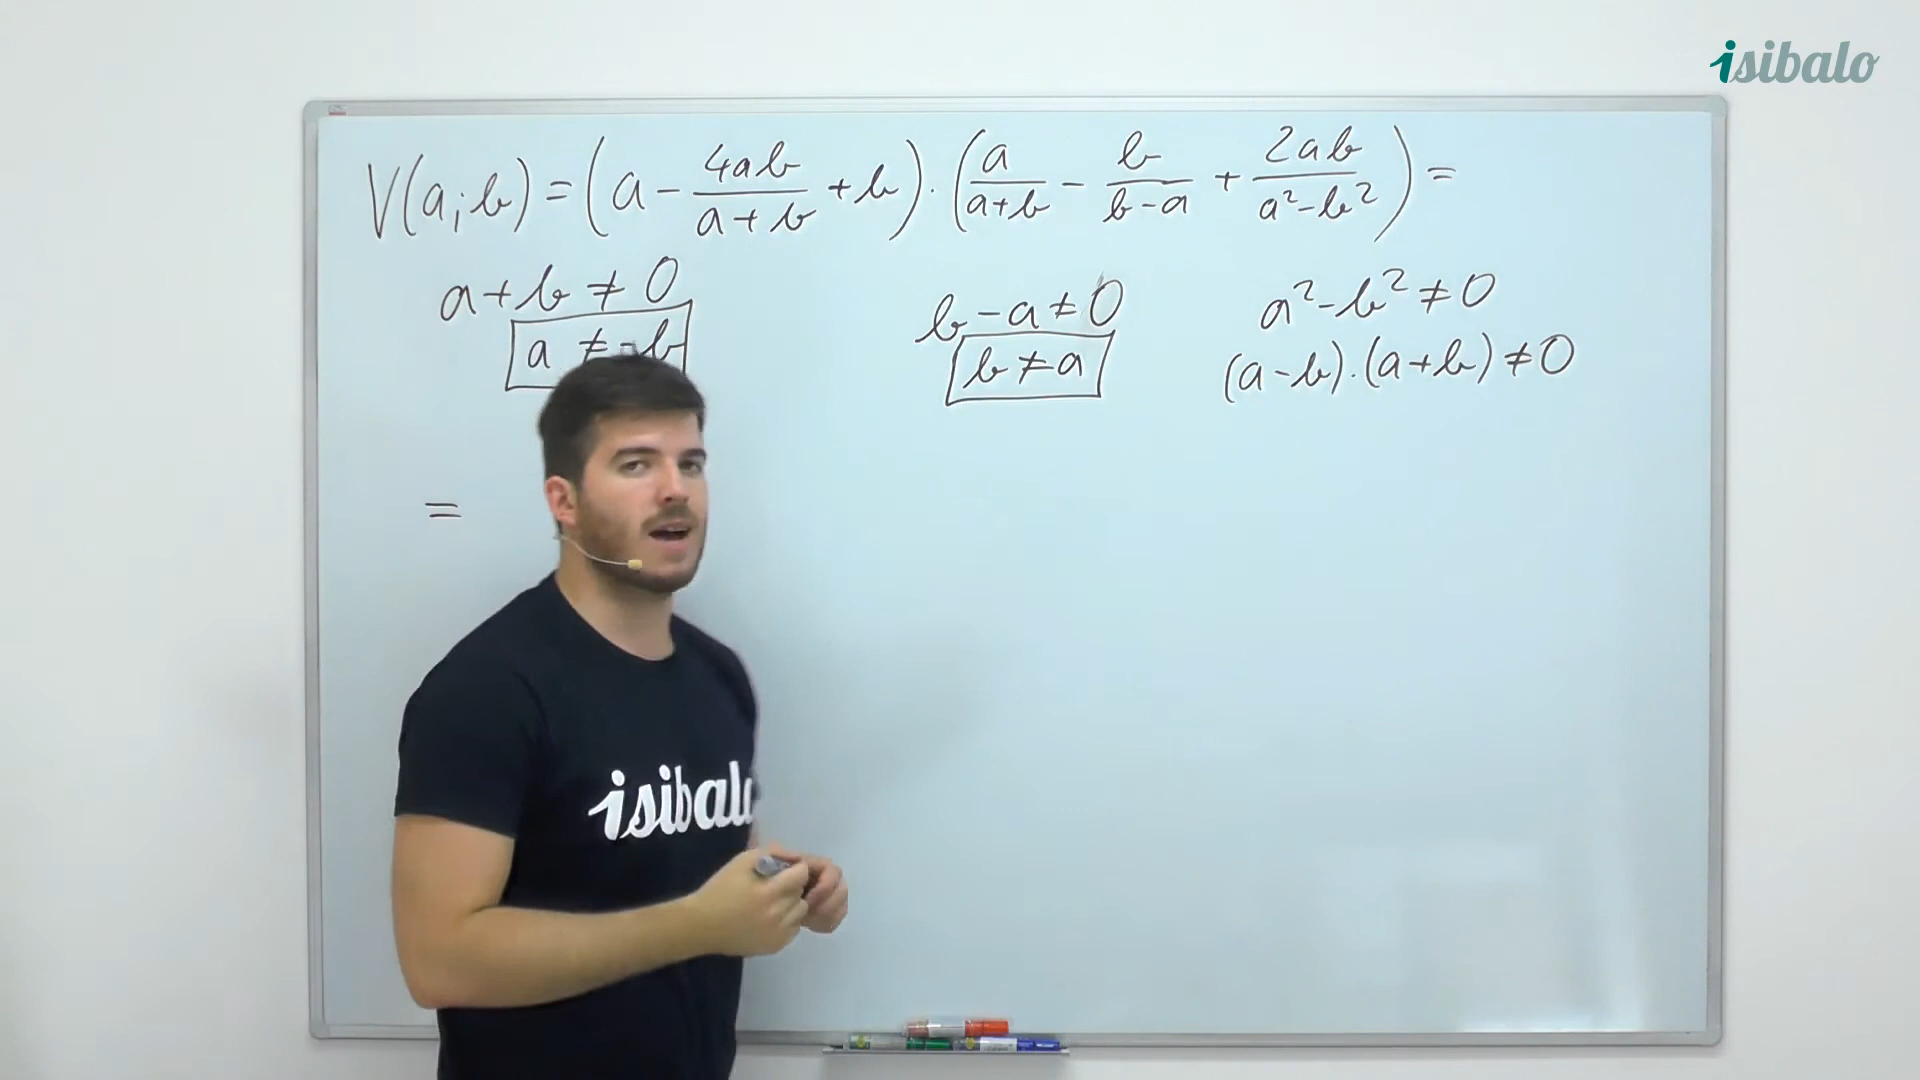 isibalo
V(a;b) = (a - 4ab/(a+b) + b) · (a/(a+b) - b/(b-a) + 2ab/(a²-b²)) =
a+b ≠ 0
b-a ≠ 0
a²-b² ≠ 0
a ≠ -b
b ≠ a
(a-b)·(a+b) ≠ 0
=
isibalo